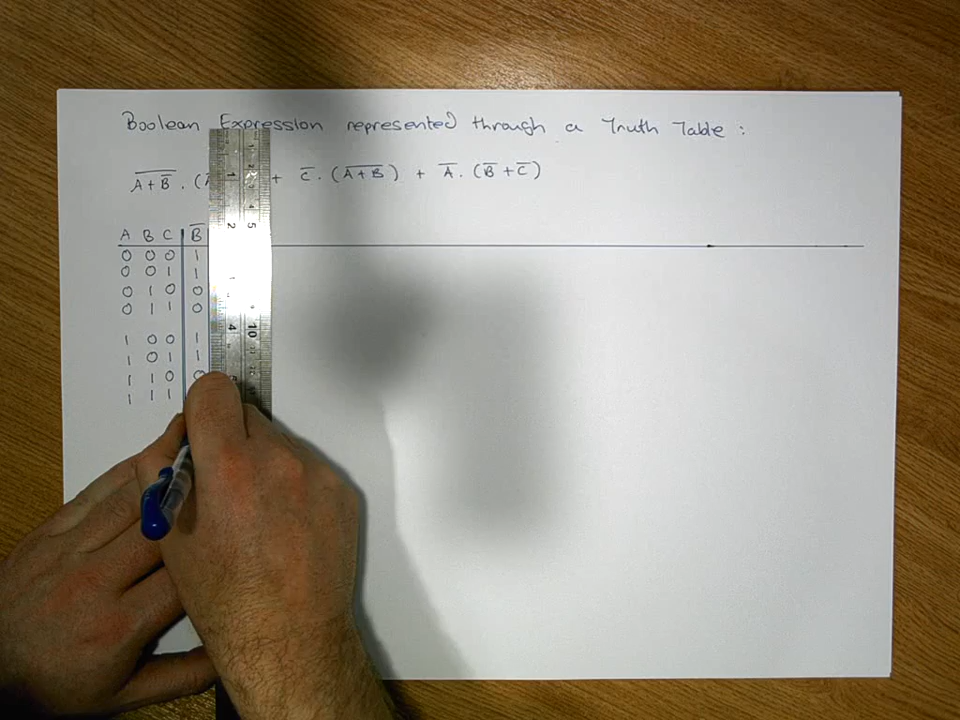 Boolean Expression represented through a Truth Table :
A̅ ̅+̅ ̅B̅ . ( + C̅ . (A̅ ̅+̅ ̅B̅) + A̅ . (B̅ + C̅)
A B C B̅
0 0 0 1
0 0 1 1
0 1 0 0
0 1 1 0
1 0 0 1
1 0 1 1
1 1 0 0
1 1 1